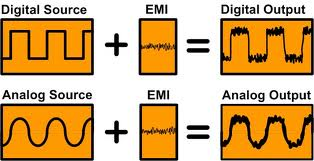 Digital Source EMI Digital Output
+ =
Analog Source EMI Analog Output
+ =